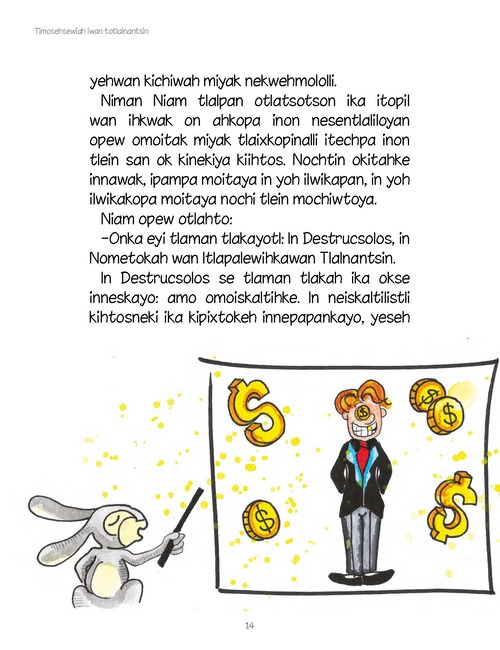 Timosehsewiah iwan totlalnantsin
yehwan kichiwah miyak nekwehmololli.
Niman Niam tlalpan otlatsotson ika itopil
wan ihkwak on ahkopa inon nesentlaliloyan
opew omoitak miyak tlaixkopinalli itechpa inon
tlein san ok kinekiya kiihtos. Nochtin okitahke
innawak, ipampa moitaya in yoh ilwikapan, in yoh
ilwikakopa moitaya nochi tlein mochiwtoya.
Niam opew otlahto:
–Onka eyi tlaman tlakayotl: In Destrucsolos, in
Nometokah wan Itlapalewihkawan Tlalnantsin.
In Destrucsolos se tlaman tlakah ika okse
inneskayo: amo omoiskaltihke. In neiskaltilistli
kihtosneki ika kipixtokeh innepapankayo, yeseh
$
$
$
$
$
$
14